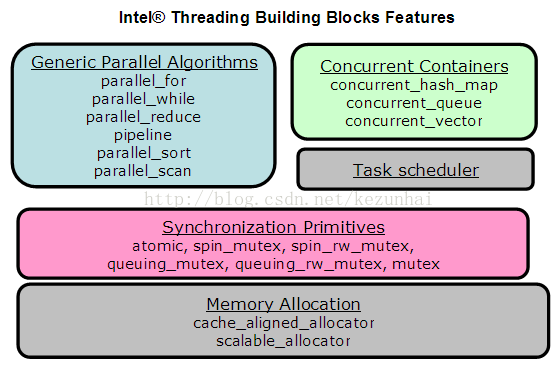 Intel® Threading Building Blocks Features
Generic Parallel Algorithms
parallel_for
parallel_while
parallel_reduce
pipeline
parallel_sort
parallel_scan
Concurrent Containers
concurrent_hash_map
concurrent_queue
concurrent_vector
Task scheduler
http://blog.csdn.net/kezunhai
Synchronization Primitives
atomic, spin_mutex, spin_rw_mutex,
queuing_mutex, queuing_rw_mutex, mutex
Memory Allocation
cache_aligned_allocator
scalable_allocator